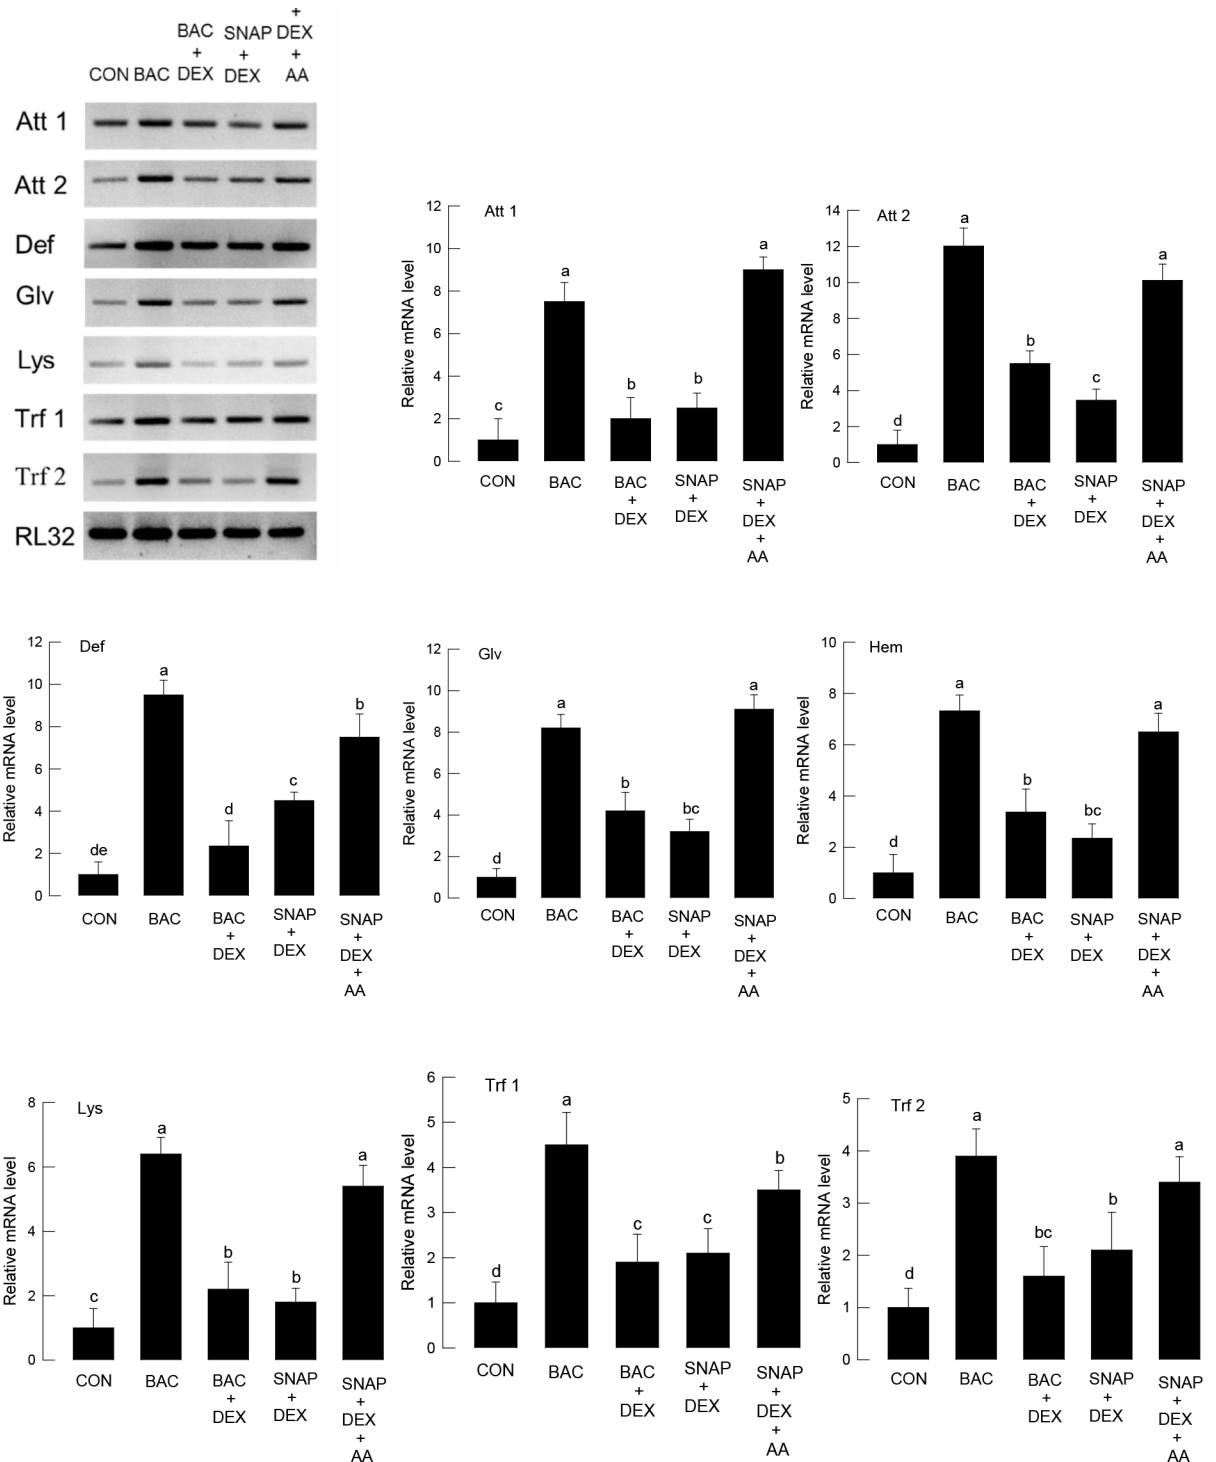 +
BAC SNAP DEX
+ + +
CON BAC DEX DEX AA
Att 1
Att 2
Def
Glv
Lys
Trf 1
Trf 2
RL32
Att 1
Relative mRNA level
12
10
8
6
4
2
0
c
a
b
b
a
CON BAC BAC SNAP SNAP
+ + +
DEX DEX DEX
+
AA
Att 2
Relative mRNA level
14
12
10
8
6
4
2
0
d
a
b
c
a
CON BAC BAC SNAP SNAP
+ + +
DEX DEX DEX
+
AA
Def
Relative mRNA level
12
10
8
6
4
2
0
de
a
d
c
b
CON BAC BAC SNAP SNAP
+ + +
DEX DEX DEX
+
AA
Glv
Relative mRNA level
12
10
8
6
4
2
0
d
a
b
bc
a
CON BAC BAC SNAP SNAP
+ + +
DEX DEX DEX
+
AA
Hem
Relative mRNA level
10
8
6
4
2
0
d
a
b
bc
a
CON BAC BAC SNAP SNAP
+ + +
DEX DEX DEX
+
AA
Lys
Relative mRNA level
8
6
4
2
0
c
a
b
b
a
CON BAC BAC SNAP SNAP
+ + +
DEX DEX DEX
+
AA
Trf 1
Relative mRNA level
6
5
4
3
2
1
0
d
a
c
c
b
CON BAC BAC SNAP SNAP
+ + +
DEX DEX DEX
+
AA
Trf 2
Relative mRNA level
5
4
3
2
1
0
d
a
bc
b
a
CON BAC BAC SNAP SNAP
+ + +
DEX DEX DEX
+
AA